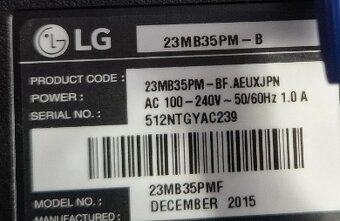 LG 23MB35PM-B
PRODUCT CODE : 23MB35PM-BF.AEUXJPN
POWER : AC 100-240V~50/60Hz 1.0 A
SERIAL NO. : 512NTGYAC239
MODEL NO. : 23MB35PMF
MANUFACTURED : DECEMBER 2015